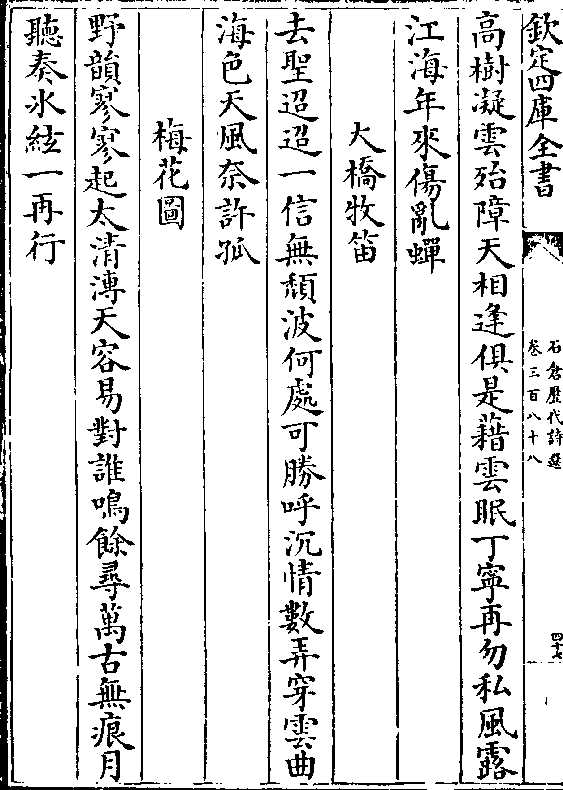 欽定四庫全書
石倉歷代詩選
卷三百八十八
四十七
高樹凝雲殆障天相逢俱是藉雲眠丁寧再勿私風露
江海年來傷亂蟬
大橋牧笛
去聖迢迢一信無頽波何處可勝呼沉情數弄穿雲曲
海色天風奈許孤
梅花圖
野韻寥寥起太清溥天容易對誰鳴餘尋萬古無痕月
聽奏氷絃一再行